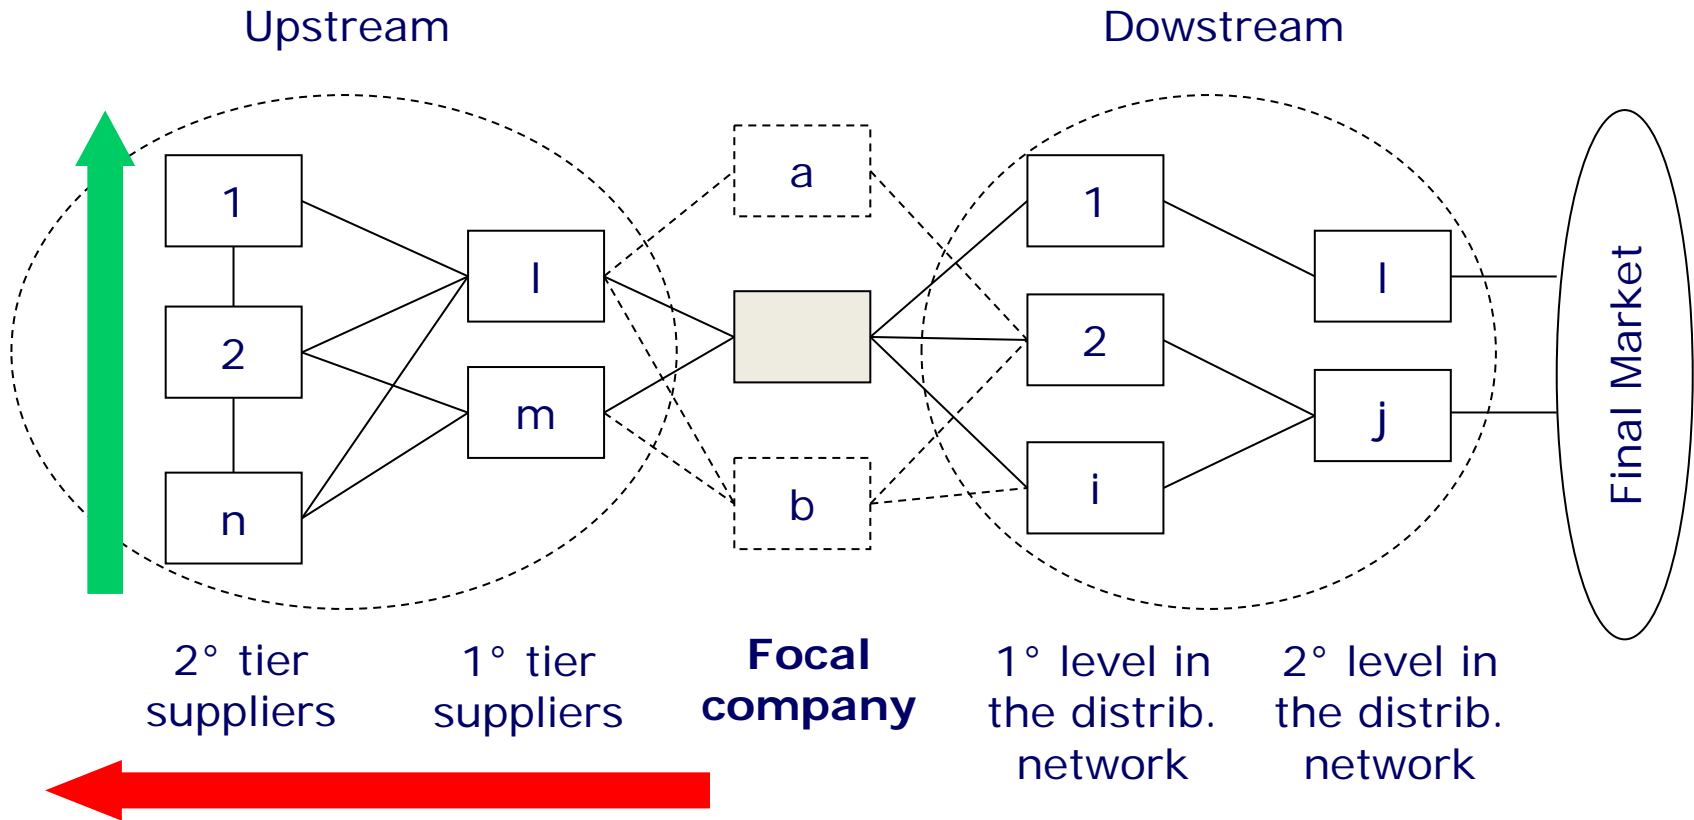 Upstream
Dowstream
1
2
n
l
m
a
b
1
2
i
l
j
Final Market
2° tier
suppliers
1° tier
suppliers
Focal
company
1° level in
the distrib.
network
2° level in
the distrib.
network